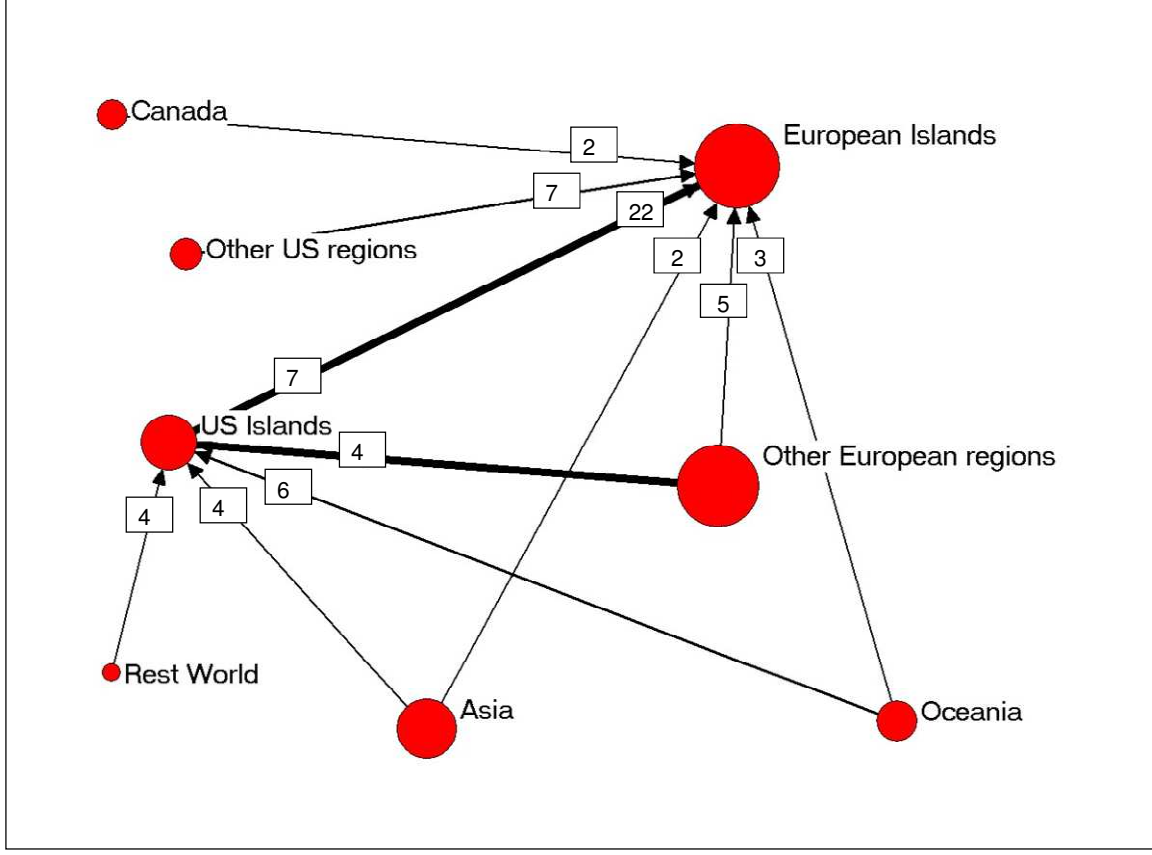 Canada
European Islands
2
7
22
Other US regions
2
3
5
7
US Islands
4
Other European regions
6
4
4
Rest World
Asia
Oceania